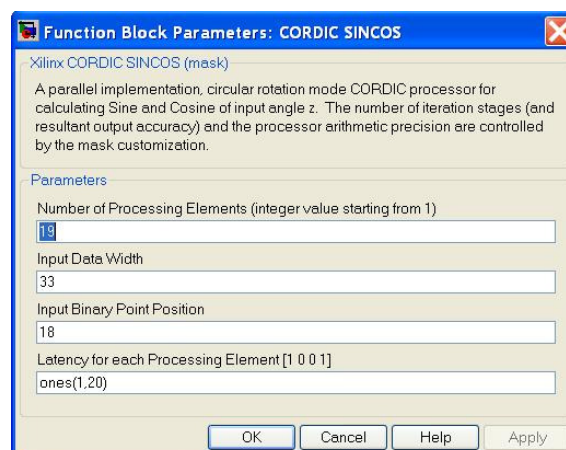 Function Block Parameters: CORDIC SINCOS
Xilinx CORDIC SINCOS (mask)
A parallel implementation, circular rotation mode CORDIC processor for
calculating Sine and Cosine of input angle z. The number of iteration stages (and
resultant output accuracy) and the processor arithmetic precision are controlled
by the mask customization.
Parameters
Number of Processing Elements (integer value starting from 1)
19
Input Data Width
33
Input Binary Point Position
18
Latency for each Processing Element [1 0 0 1]
ones(1,20)
OK Cancel Help Apply